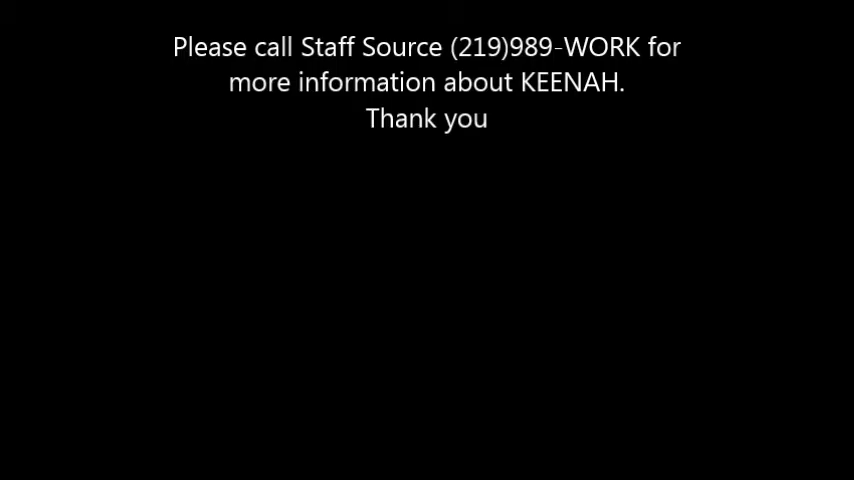 Please call Staff Source (219)989-WORK for
more information about KEENAH.
Thank you